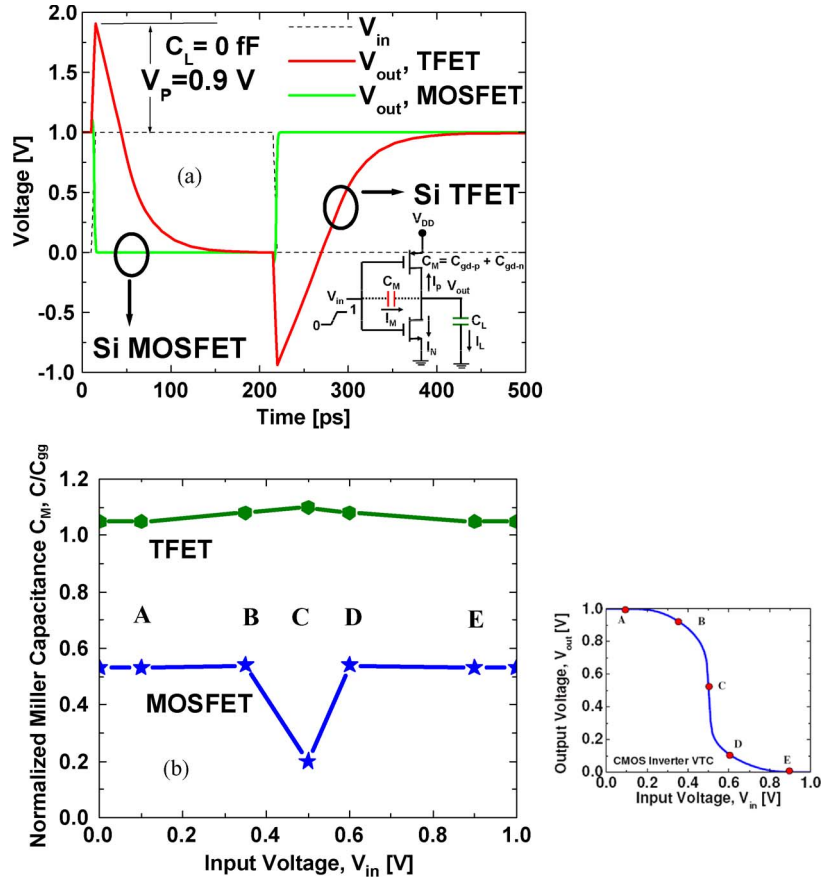 2.0
1.5
1.0
0.5
0.0
-0.5
-1.0
Voltage [V]
C_L= 0 fF
V_P=0.9 V
V_in
V_out, TFET
V_out, MOSFET
(a)
Si TFET
Si MOSFET
V_DD
C_M= C_gd-p + C_gd-n
C_M
I_p
V_out
V_in
1
0
I_M
I_N
C_L
I_L
0 100 200 300 400 500
Time [ps]
1.2
1.0
0.8
0.6
0.4
0.2
0.0
Normalized Miller Capacitance C_M, C/C_gg
TFET
A B C D E
MOSFET
(b)
0.0 0.2 0.4 0.6 0.8 1.0
Input Voltage, V_in [V]
1.0
0.8
0.6
0.4
0.2
0.0
Output Voltage, V_out [V]
A
B
C
D
E
CMOS Inverter VTC
0.0 0.2 0.4 0.6 0.8 1.0
Input Voltage, V_in [V]